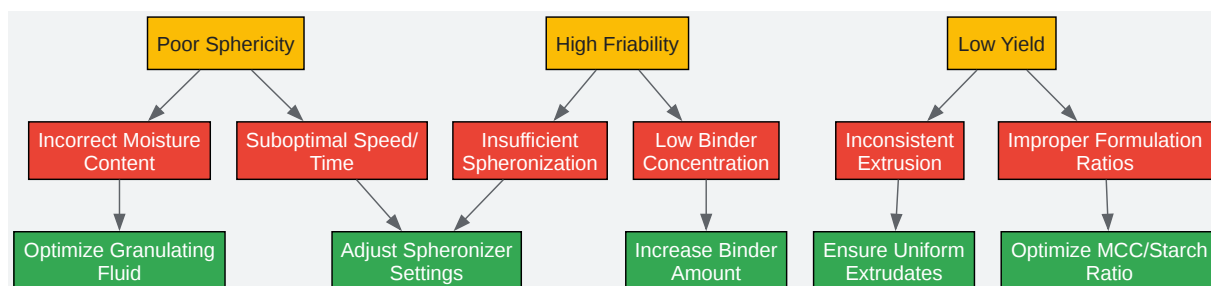 Poor Sphericity
High Friability
Low Yield
Incorrect Moisture
Content
Suboptimal Speed/
Time
Insufficient
Spheronization
Low Binder
Concentration
Inconsistent
Extrusion
Improper Formulation
Ratios
Optimize Granulating
Fluid
Adjust Spheronizer
Settings
Increase Binder
Amount
Ensure Uniform
Extrudates
Optimize MCC/Starch
Ratio